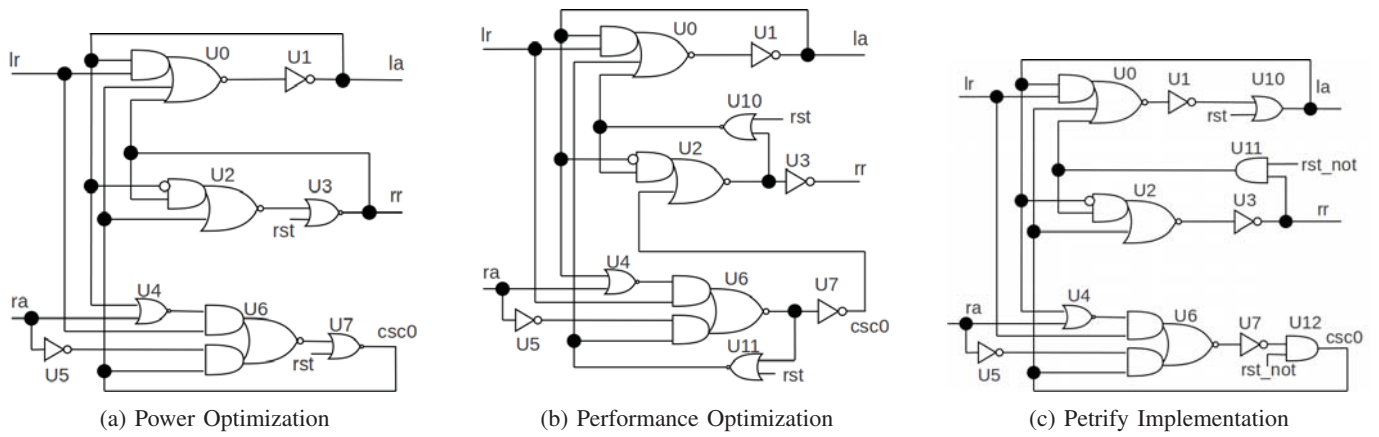 lr
U0
U1
la
U2
U3
rr
rst
ra
U4
U6
U7
csc0
rst
U5
(a) Power Optimization
lr
U0
U1
la
U10
rst
U2
U3
rr
ra
U4
U6
U7
csc0
U5
U11
rst
(b) Performance Optimization
lr
U0
U1
U10
la
rst
U11
rst_not
U2
U3
rr
ra
U4
U6
U7
U12
csc0
rst_not
U5
(c) Petrify Implementation